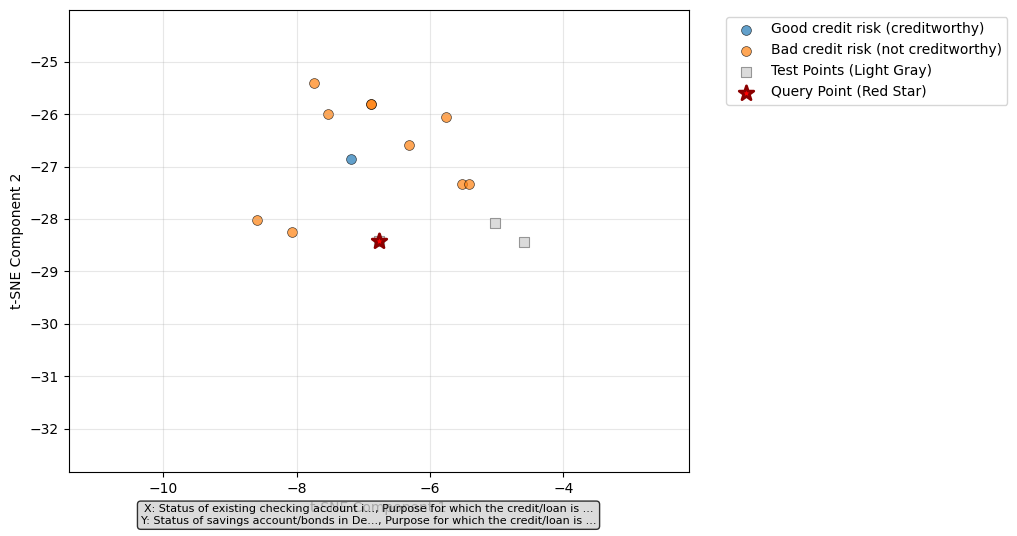 −25
−26
−27
−28
−29
−30
−31
−32
t-SNE Component 2
−10
−8
−6
−4
t-SNE Component 1
X: Status of existing checking account i..., Purpose for which the credit/loan is ...
Y: Status of savings account/bonds in De..., Purpose for which the credit/loan is ...
Good credit risk (creditworthy)
Bad credit risk (not creditworthy)
Test Points (Light Gray)
Query Point (Red Star)